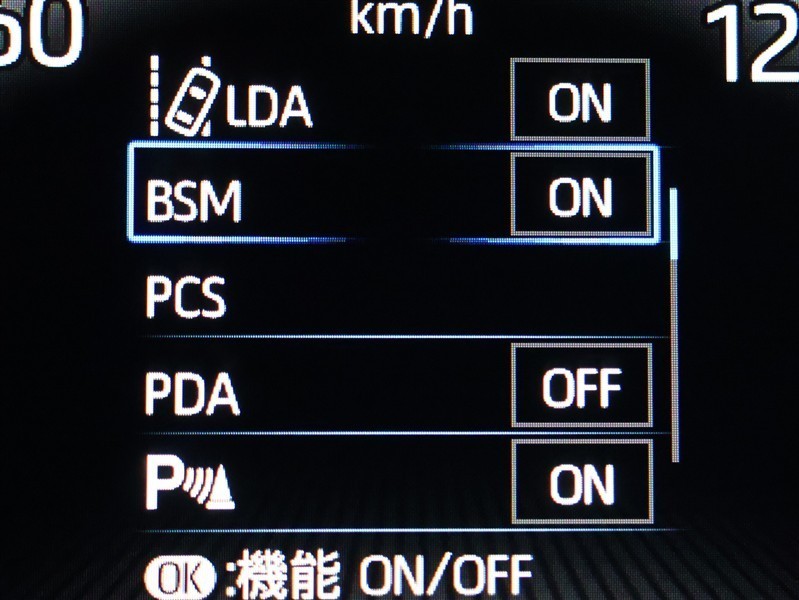 km/h
LDA ON
BSM ON
PCS
PDA OFF
P ON
OK :機能 ON/OFF